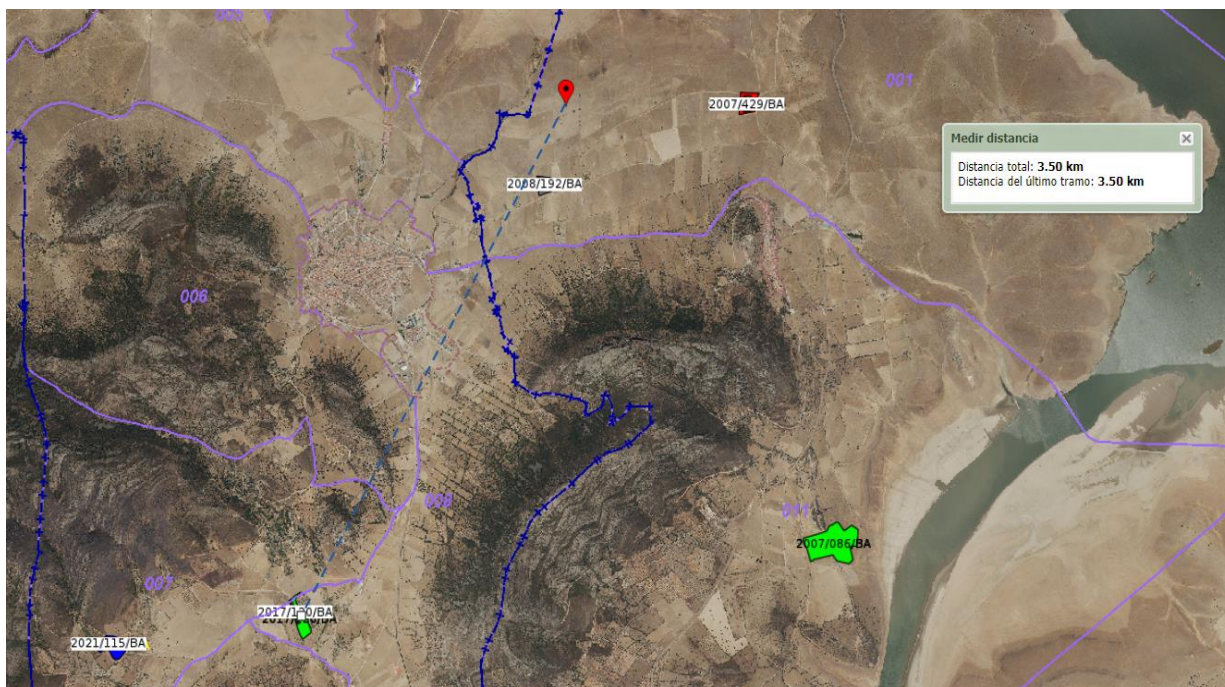 001
2007/429/BA
Medir distancia
Distancia total: 3.50 km
Distancia del último tramo: 3.50 km
2008/192/BA
006
008
011
2007/086/BA
007
2021/115/BA